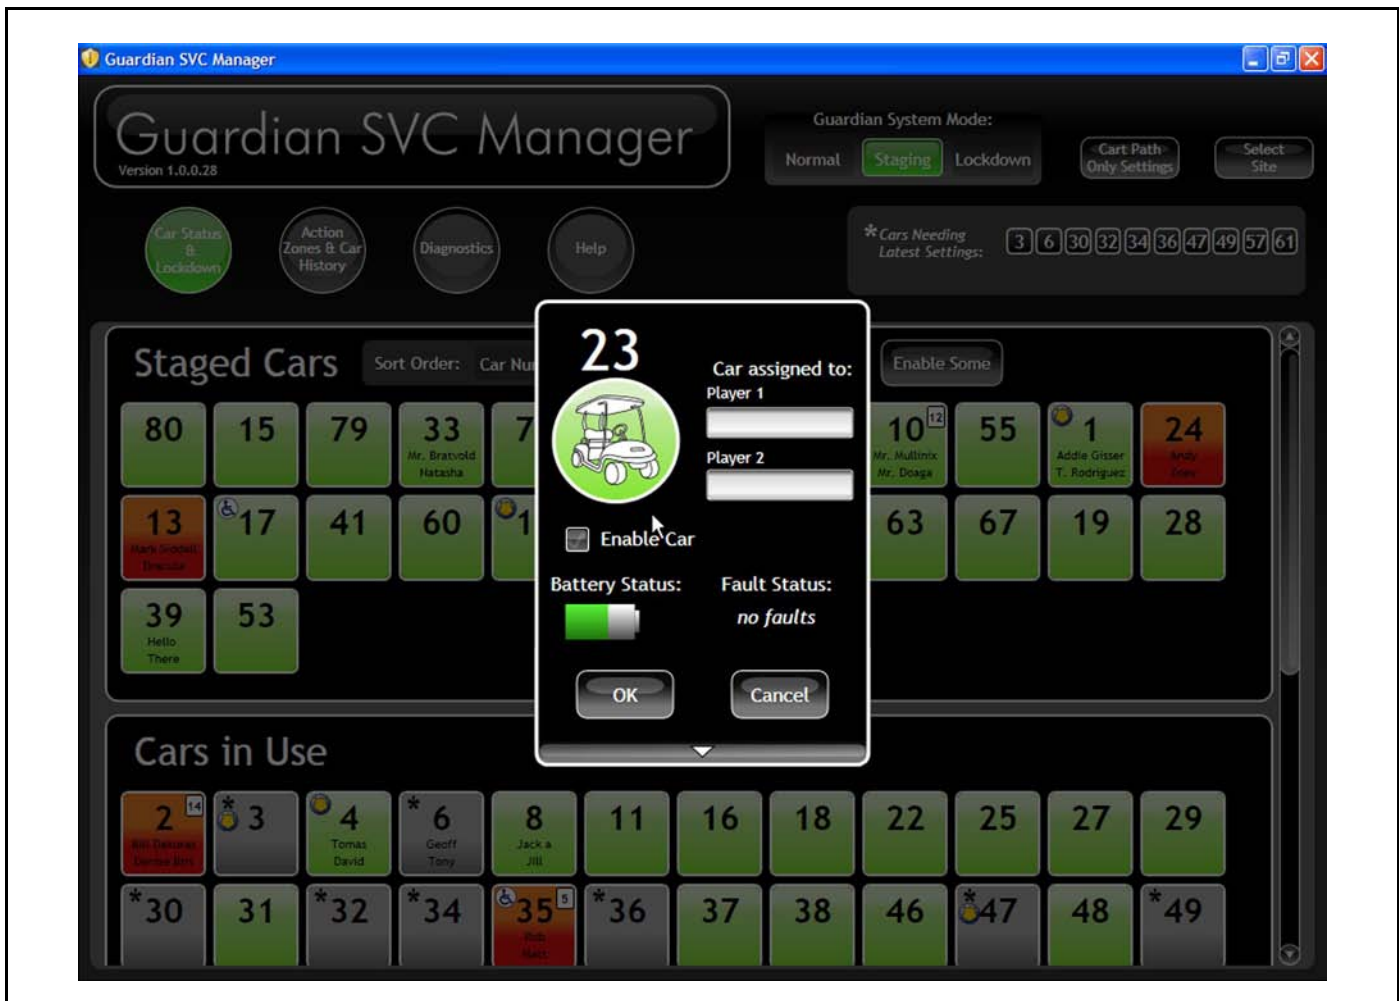 Guardian SVC Manager
Guardian SVC Manager
Version 1.0.0.28
Guardian System Mode:
Normal Staging Lockdown
Cart Path
Only Settings
Select
Site
Car Status
&
Lockdown
Action
Zones & Car
History
Diagnostics
Help
*Cars Needing
Latest Settings:
3 6 30 32 34 36 47 49 57 61
Staged Cars
Sort Order: Car Nu
Enable Some
80 15 79 33 7 10 12 55 1 24
Mr. Bratvold
Natasha
Mr. Mullinix
Mr. Doaga
Addie Gisser
T. Rodriguez
Andy
13 17 41 60 1 63 67 19 28
39 53
Hello
There
23
Car assigned to:
Player 1
Player 2
Enable Car
Battery Status:
Fault Status:
no faults
OK
Cancel
Cars in Use
2 14 *3 4 *6 8 11 16 18 22 25 27 29
Tomas
David
Geoff
Tony
Jack a
Jill
*30 31 *32 *34 35 5 *36 37 38 46 *47 48 *49
Rob
Matt